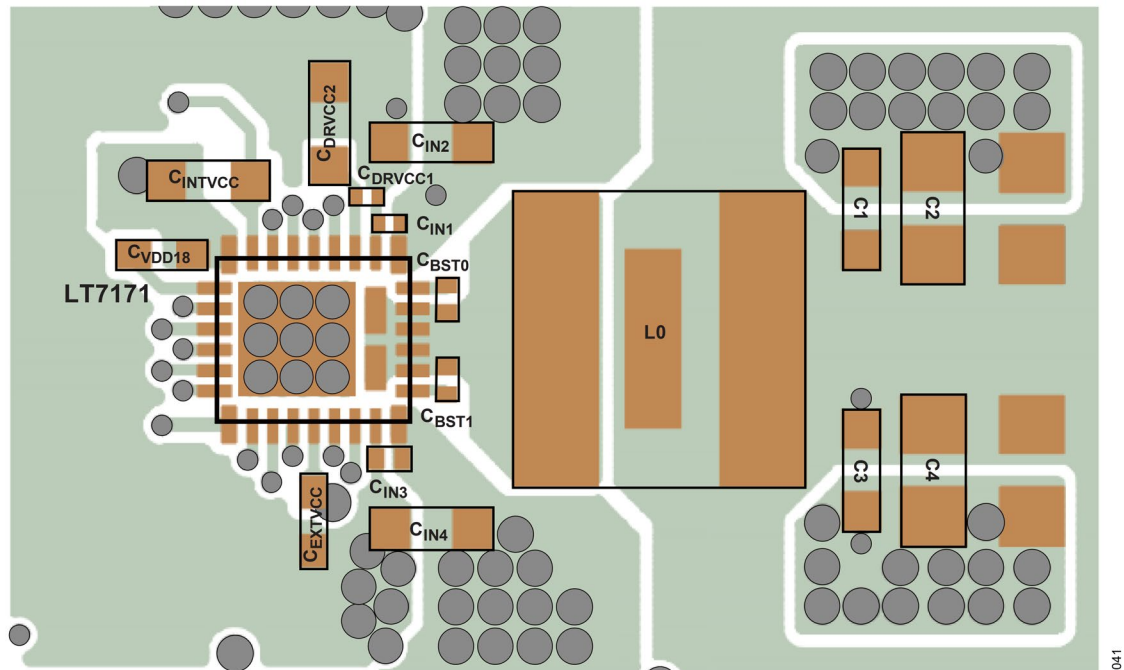 CDRVCC2
CIN2
CINTVCC
CDRVCC1
CIN1
CVDD18
CBST0
LT7171
C1
C2
L0
CBST1
CIN3
C3
C4
CEXTVCC
CIN4
041